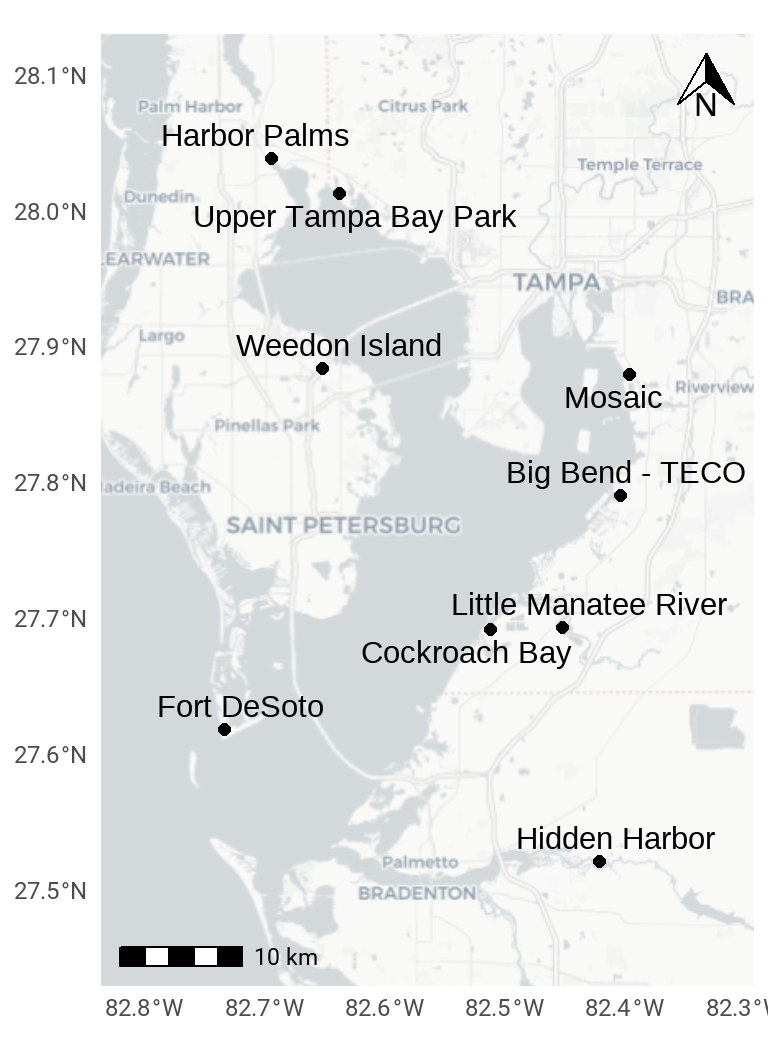 28.1°N
Palm Harbor
Citrus Park
N
Harbor Palms
Temple Terrace
Dunedin
28.0°N
Upper Tampa Bay Park
LEARWATER
TAMPA
BRA
27.9°N
Largo
Weedon Island
Mosaic
Riverview
Pinellas Park
27.8°N
Big Bend - TECO
adeira Beach
SAINT PETERSBURG
27.7°N
Little Manatee River
Cockroach Bay
Fort DeSoto
27.6°N
Hidden Harbor
Palmetto
27.5°N
BRADENTON
10 km
82.8°W 82.7°W 82.6°W 82.5°W 82.4°W 82.3°W